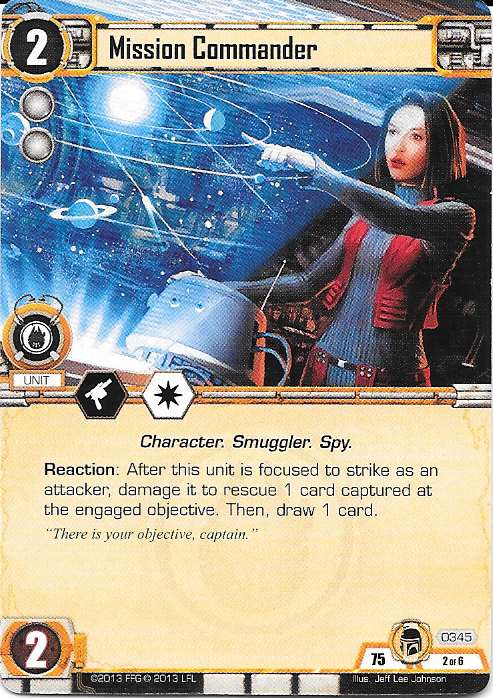 2
Mission Commander
UNIT
Character. Smuggler. Spy.
Reaction: After this unit is focused to strike as an
attacker, damage it to rescue 1 card captured at
the engaged objective. Then, draw 1 card.
“There is your objective, captain.”
2
0345
75
2 OF 6
©2013 FFG © 2013 LFL
Illus. Jeff Lee Johnson